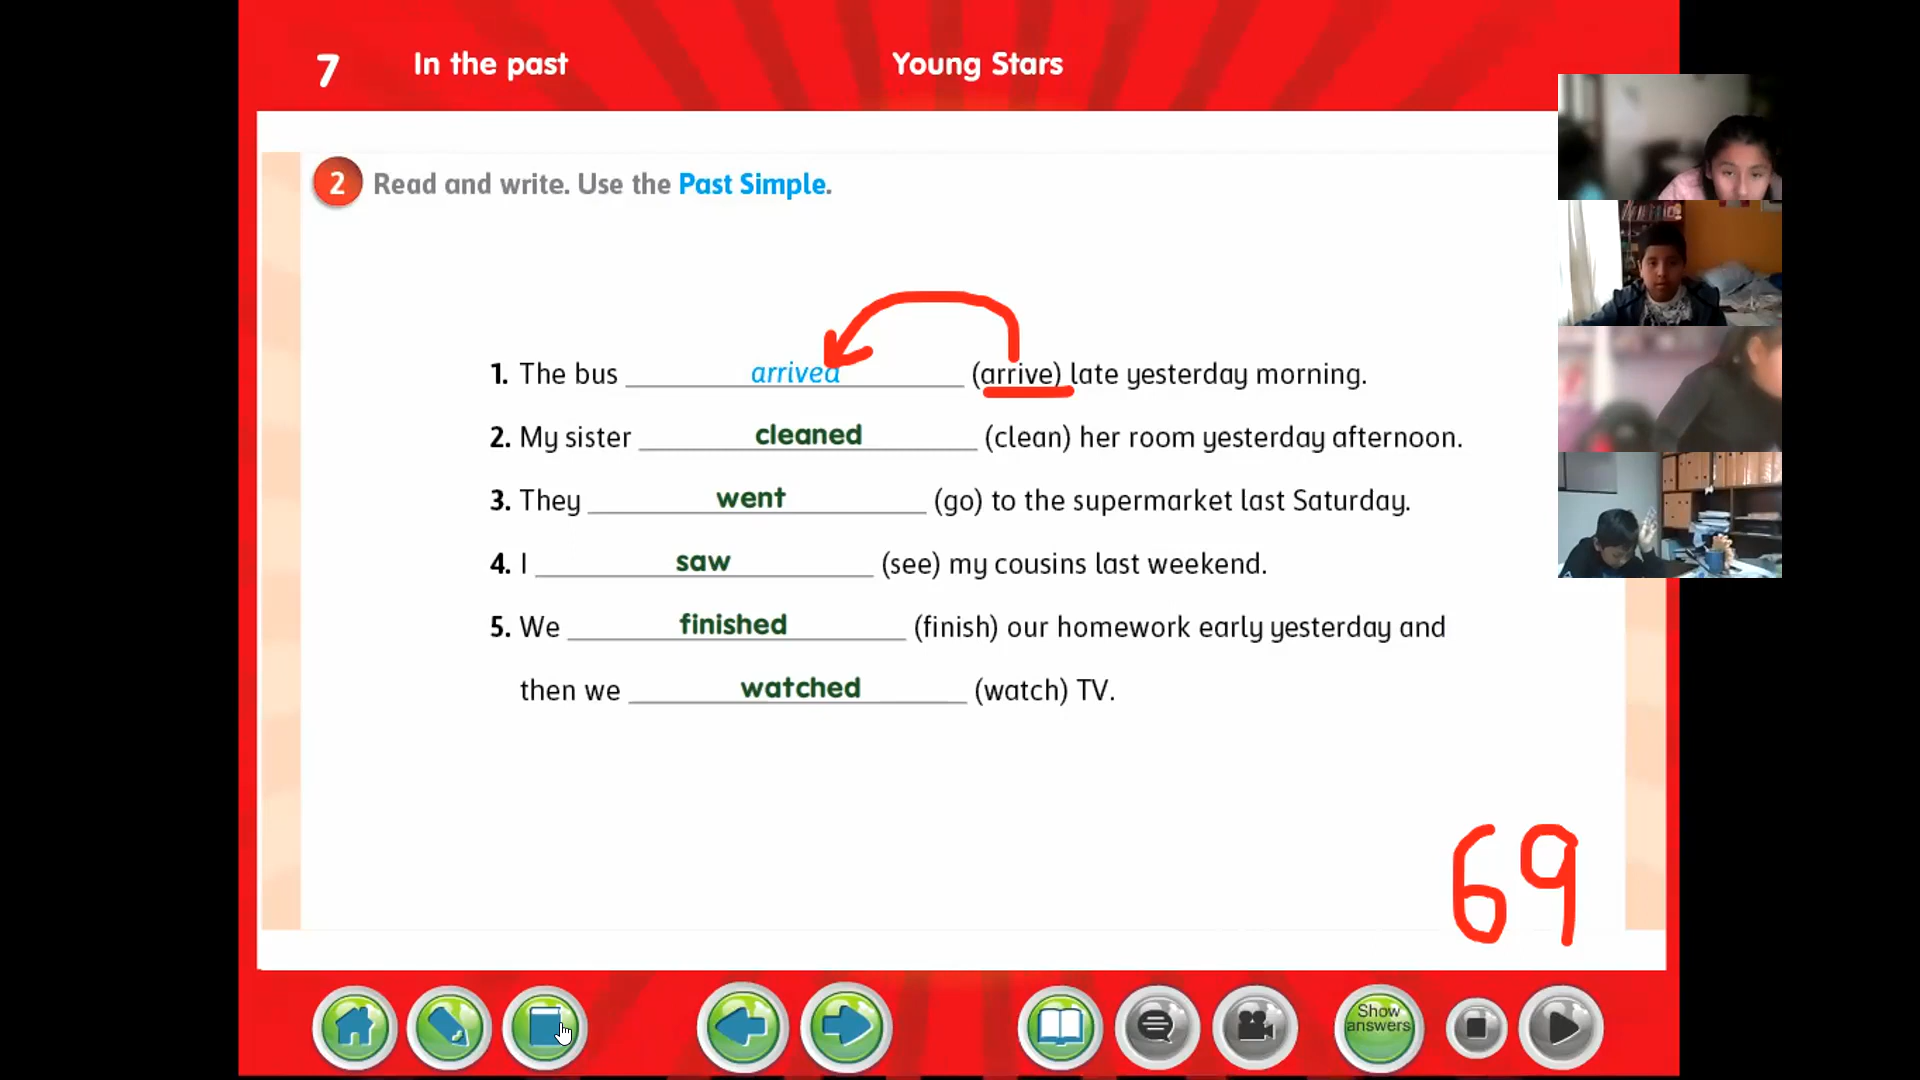 7 In the past Young Stars
2 Read and write. Use the Past Simple.
1. The bus arrived (arrive) late yesterday morning.
2. My sister cleaned (clean) her room yesterday afternoon.
3. They went (go) to the supermarket last Saturday.
4. I saw (see) my cousins last weekend.
5. We finished (finish) our homework early yesterday and
then we watched (watch) TV.
69
Show
answers